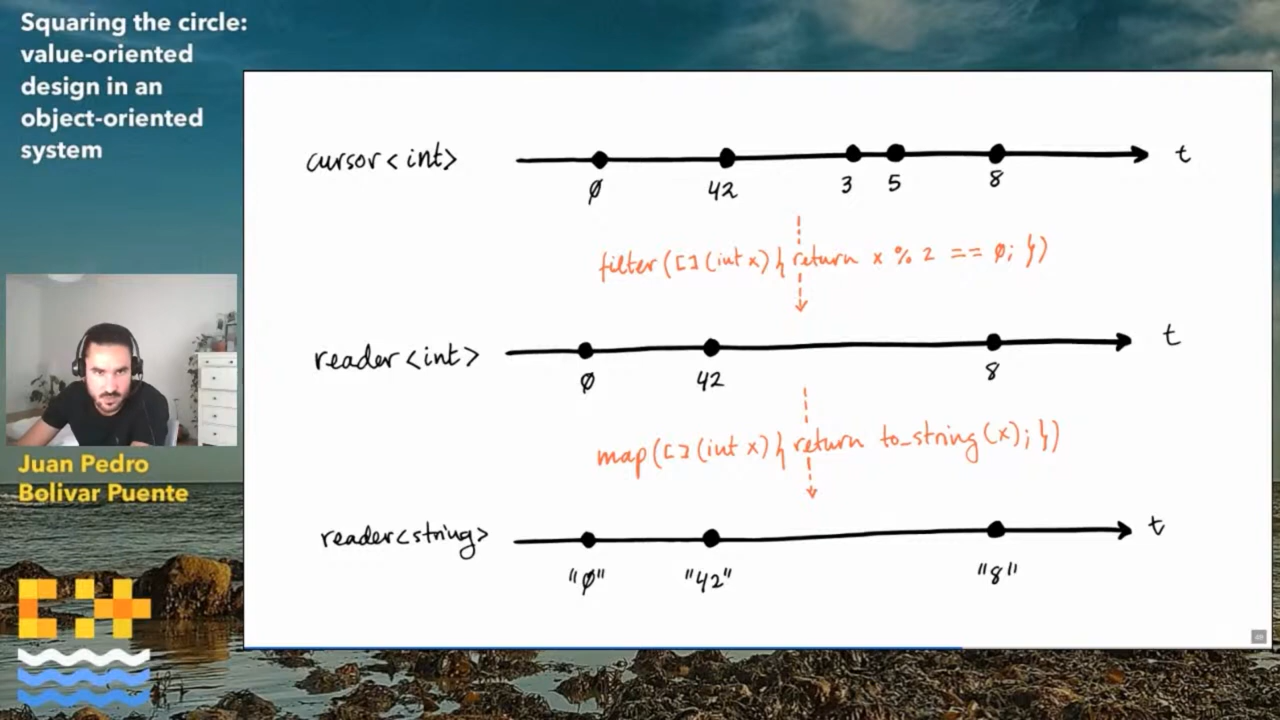 Squaring the circle:
value-oriented
design in an
object-oriented
system
cursor<int>
t
Ø 42 3 5 8
filter([](int x){ return x % 2 == Ø; })
reader<int>
t
Ø 42 8
map([](int x){ return to_string(x); })
reader<string>
t
"Ø" "42" "8"
Juan Pedro
Bolivar Puente
C++